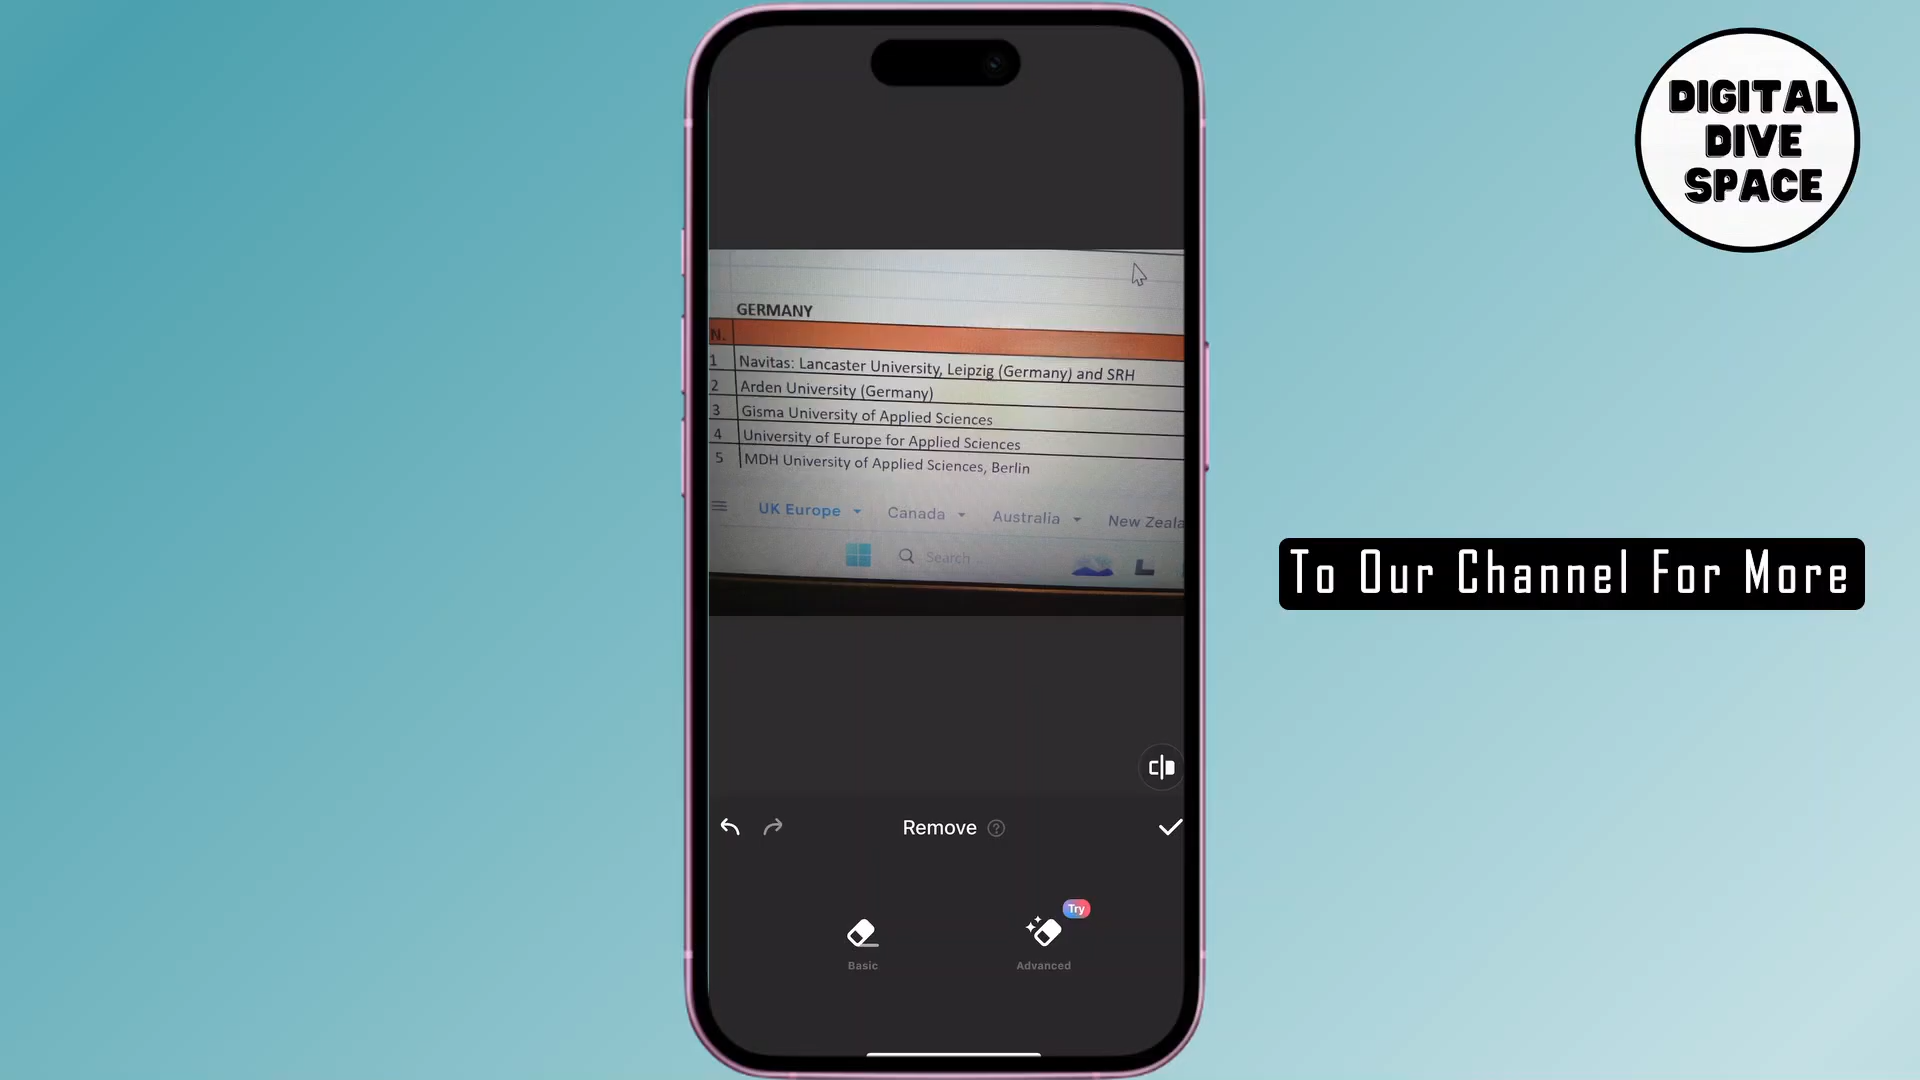 DIGITAL
DIVE
SPACE
GERMANY
N.
1 Navitas: Lancaster University, Leipzig (Germany) and SRH
2 Arden University (Germany)
3 Gisma University of Applied Sciences
4 University of Europe for Applied Sciences
5 MDH University of Applied Sciences, Berlin
UK Europe Canada Australia New Zeala
Search
To Our Channel For More
Remove ?
Try
Basic Advanced